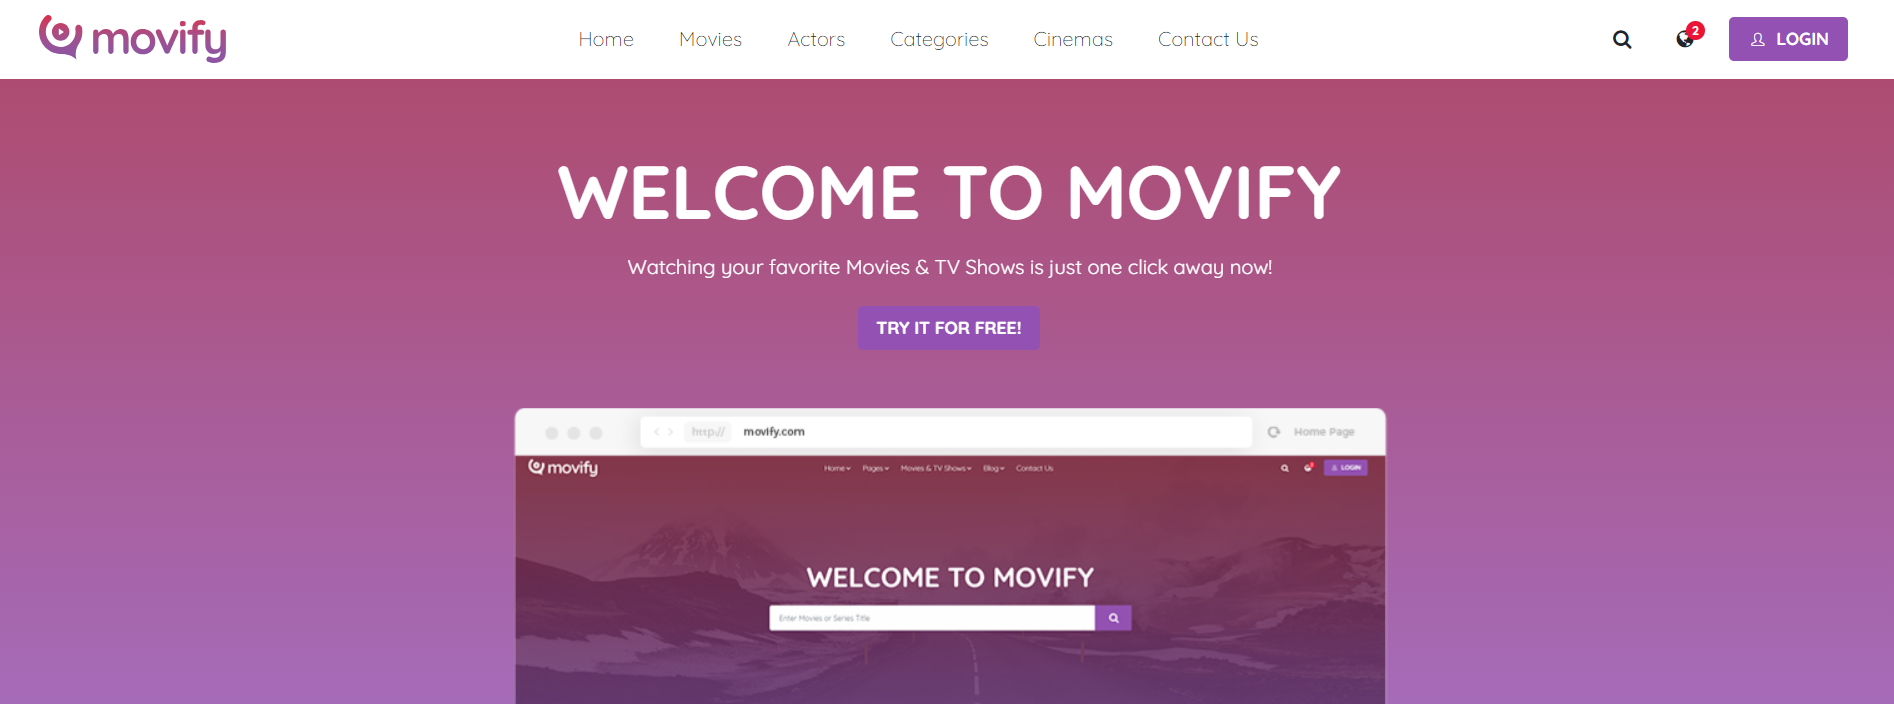 movify
Home Movies Actors Categories Cinemas Contact Us
2
LOGIN
WELCOME TO MOVIFY
Watching your favorite Movies & TV Shows is just one click away now!
TRY IT FOR FREE!
http:// movify.com Home Page
movify
Home Pages Movies & TV Shows Blog Contact Us
LOGIN
WELCOME TO MOVIFY
Enter Movies or Series Title